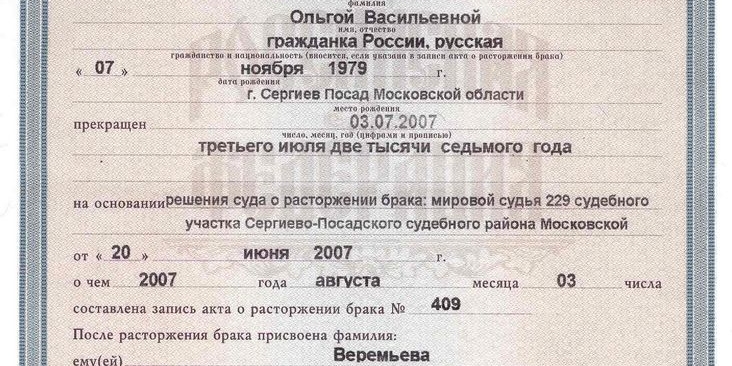 фамилия
Ольгой Васильевной
имя, отчество
гражданка России, русская
гражданство и национальность (вносится, если указана в записи акта о расторжении брака)
« 07 » ноября 1979 г.
дата рождения
г. Сергиев Посад Московской области
место рождения
прекращен 03.07.2007
число, месяц, год (цифрами и прописью)
третьего июля две тысячи седьмого года
на основании решения суда о расторжении брака: мировой судья 229 судебного
участка Сергиево-Посадского судебного района Московской
от « 20 » июня 2007 г.
о чем 2007 года августа месяца 03 числа
составлена запись акта о расторжении брака № 409
После расторжения брака присвоена фамилия:
ему(ей) Веремьева